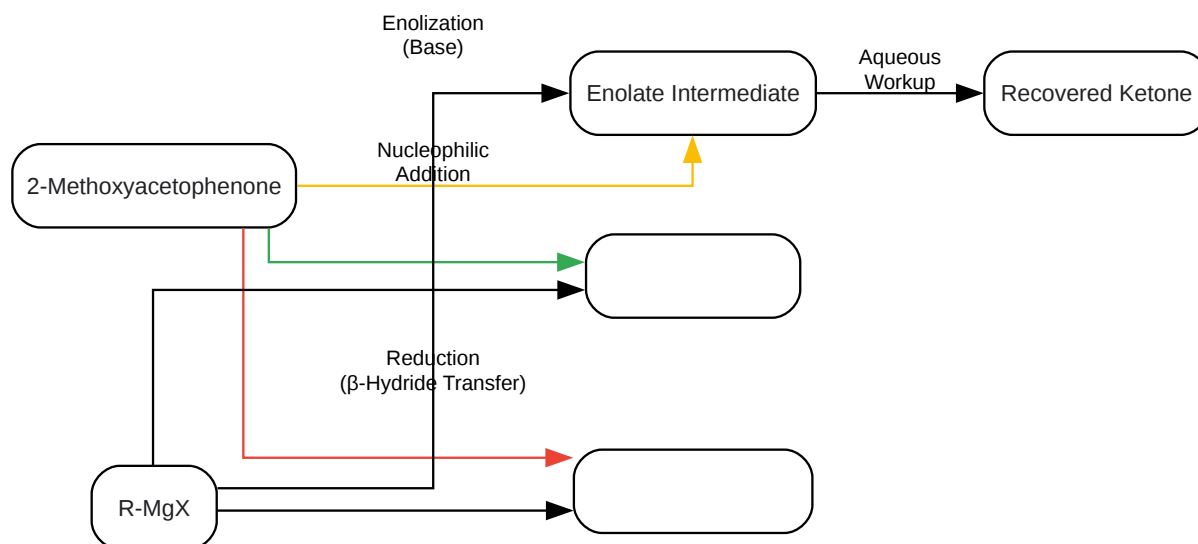 Enolization
(Base)
Enolate Intermediate
Aqueous
Workup
Recovered Ketone
Nucleophilic
Addition
2-Methoxyacetophenone
Reduction
(β-Hydride Transfer)
R-MgX